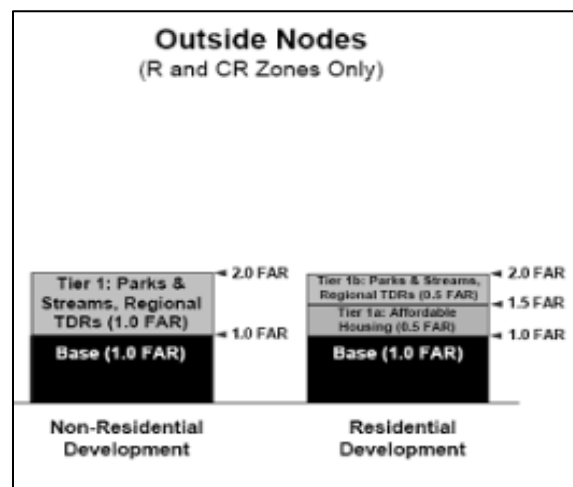 Outside Nodes
(R and CR Zones Only)
Tier 1: Parks &
Streams, Regional
TDRs (1.0 FAR)
Base (1.0 FAR)
2.0 FAR
1.0 FAR
Non-Residential
Development
Tier 1b: Parks & Streams,
Regional TDRs (0.5 FAR)
Tier 1a: Affordable
Housing (0.5 FAR)
Base (1.0 FAR)
2.0 FAR
1.5 FAR
1.0 FAR
Residential
Development